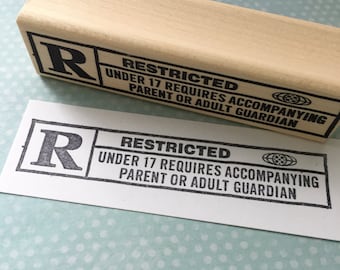 R
RESTRICTED
UNDER 17 REQUIRES ACCOMPANYING
PARENT OR ADULT GUARDIAN
R
RESTRICTED
UNDER 17 REQUIRES ACCOMPANYING
PARENT OR ADULT GUARDIAN